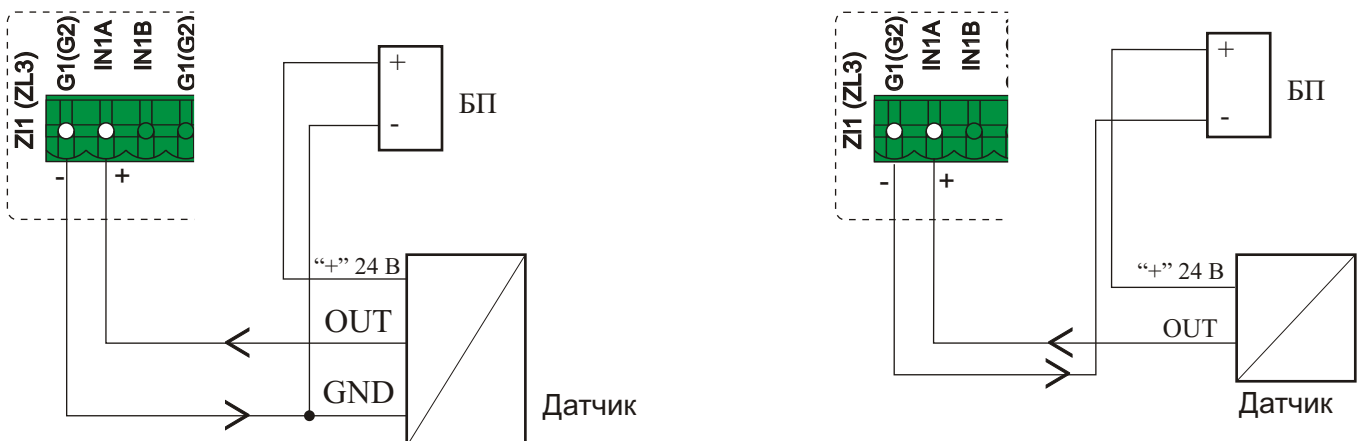 ZI1 (ZL3)
G1(G2)
IN1A
IN1B
G1(G2)
-
+
+
-
БП
“+” 24 В
OUT
GND
Датчик
ZI1 (ZL3)
G1(G2)
IN1A
IN1B
-
+
+
-
БП
“+” 24 В
OUT
Датчик